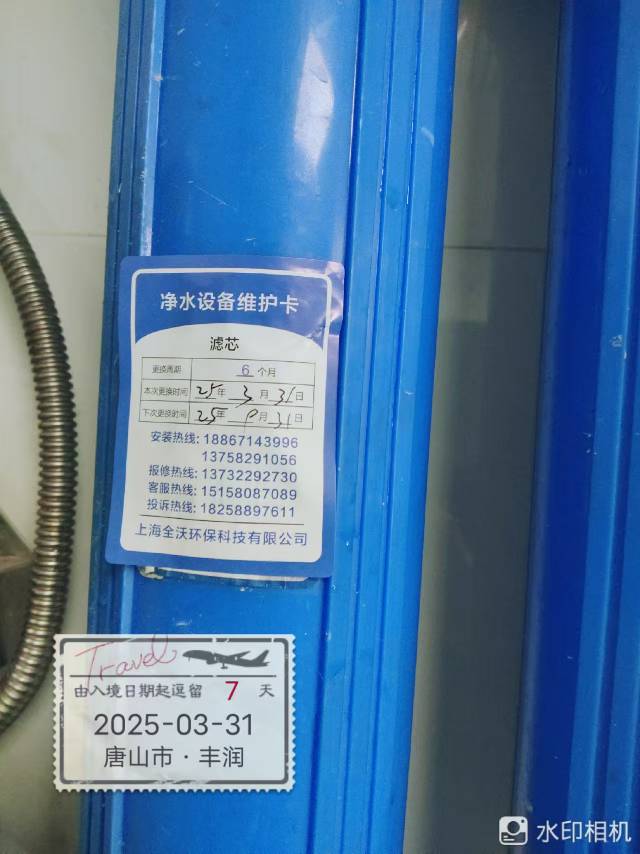 净水设备维护卡
滤芯
更换周期 6 个月
本次更换时间 25年 3月 31日
下次更换时间 25年 9月 31日
安装热线: 18867143996
13758291056
报修热线: 13732292730
客服热线: 15158087089
投诉热线: 18258897611
上海全沃环保科技有限公司
Travel
由入境日期起逗留 7 天
2025-03-31
唐山市·丰润
水印相机